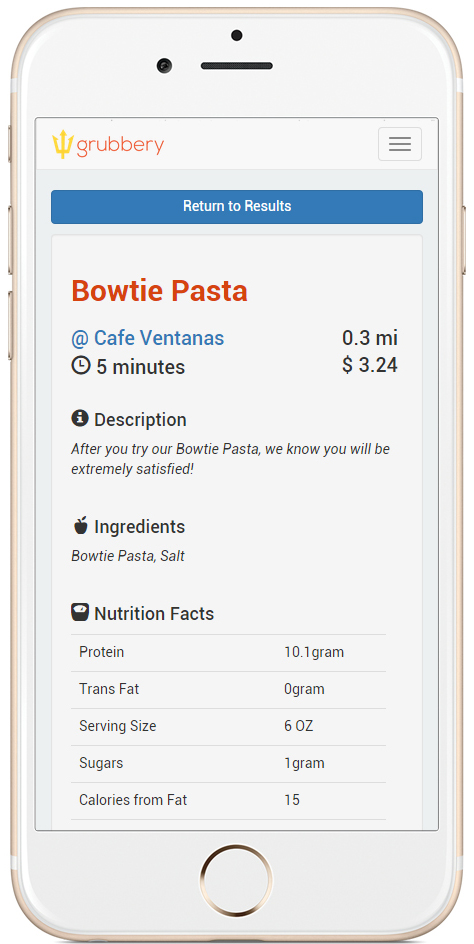 grubbery
Return to Results
Bowtie Pasta
@ Cafe Ventanas 0.3 mi
5 minutes $ 3.24
Description
After you try our Bowtie Pasta, we know you will be
extremely satisfied!
Ingredients
Bowtie Pasta, Salt
Nutrition Facts
Protein 10.1gram
Trans Fat 0gram
Serving Size 6 OZ
Sugars 1gram
Calories from Fat 15